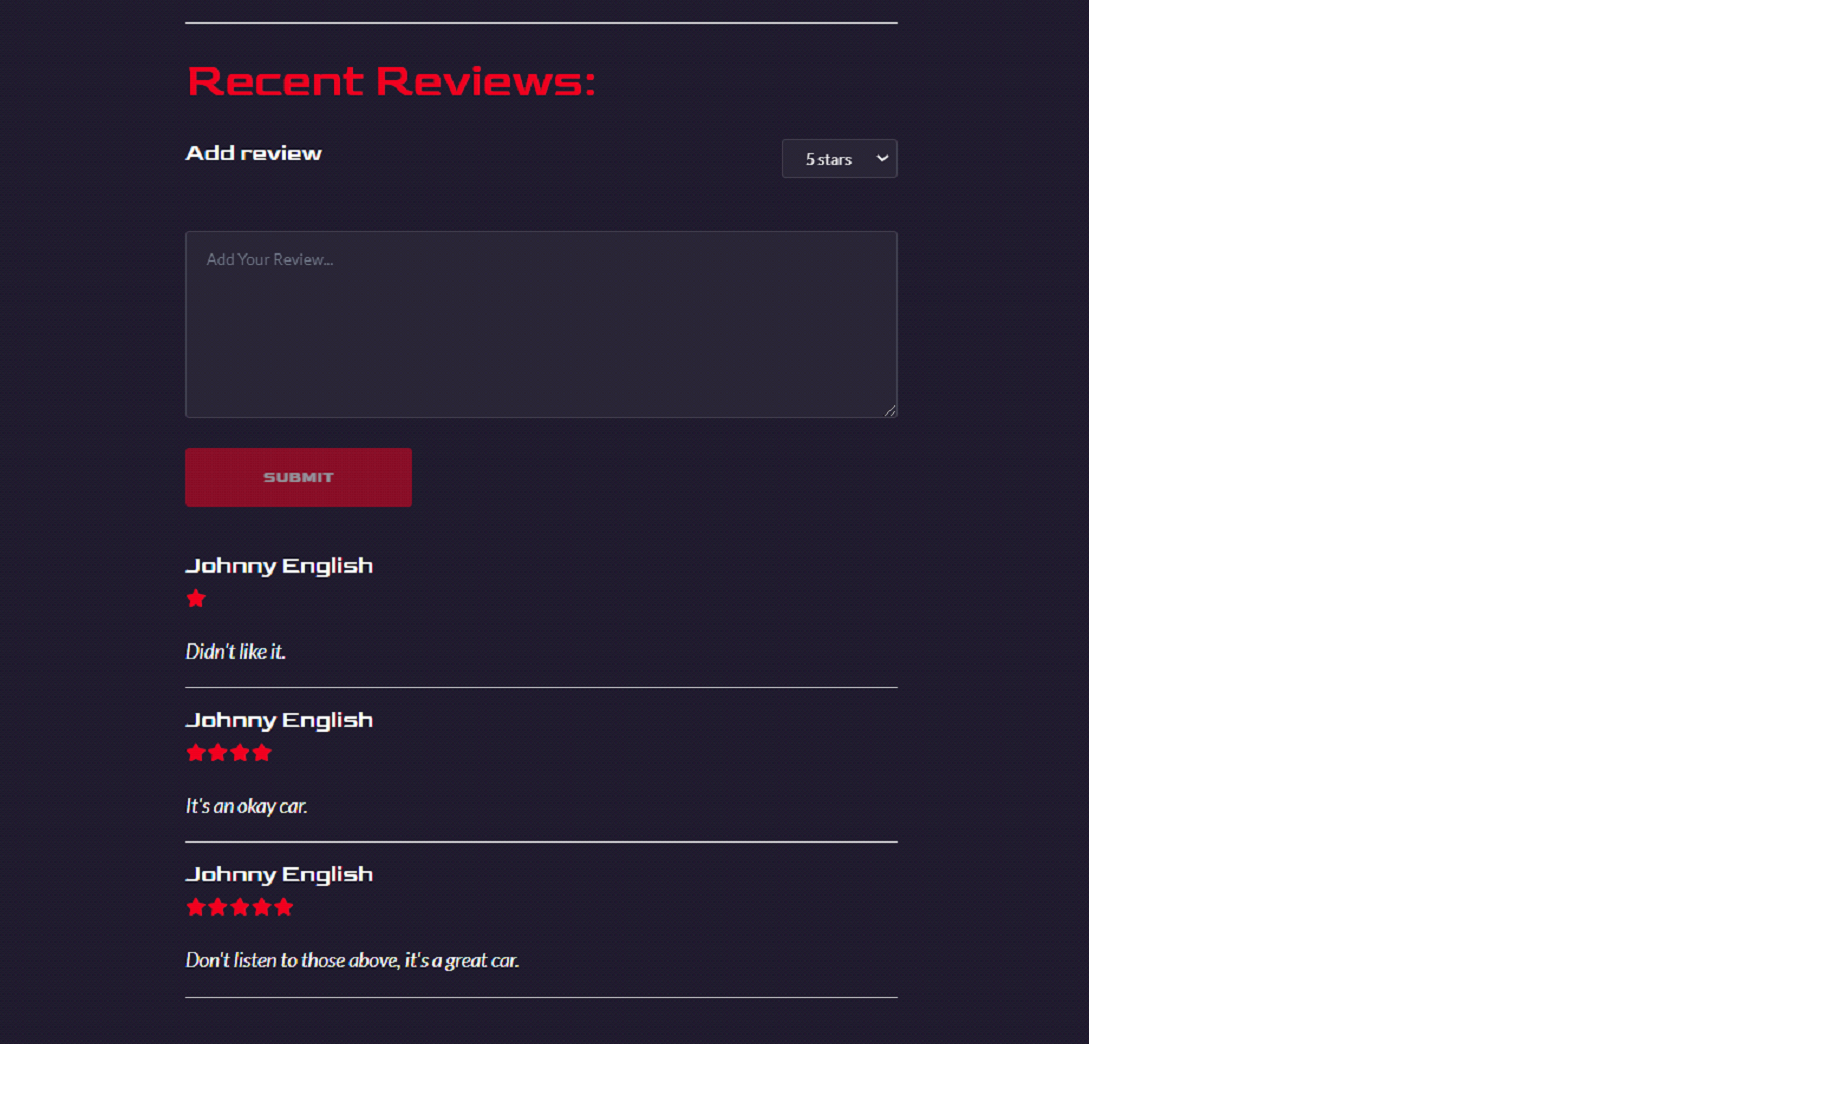 Recent Reviews:
Add review
5 stars
Add Your Review...
SUBMIT
Johnny English
Didn't like it.
Johnny English
It's an okay car.
Johnny English
Don't listen to those above, it's a great car.